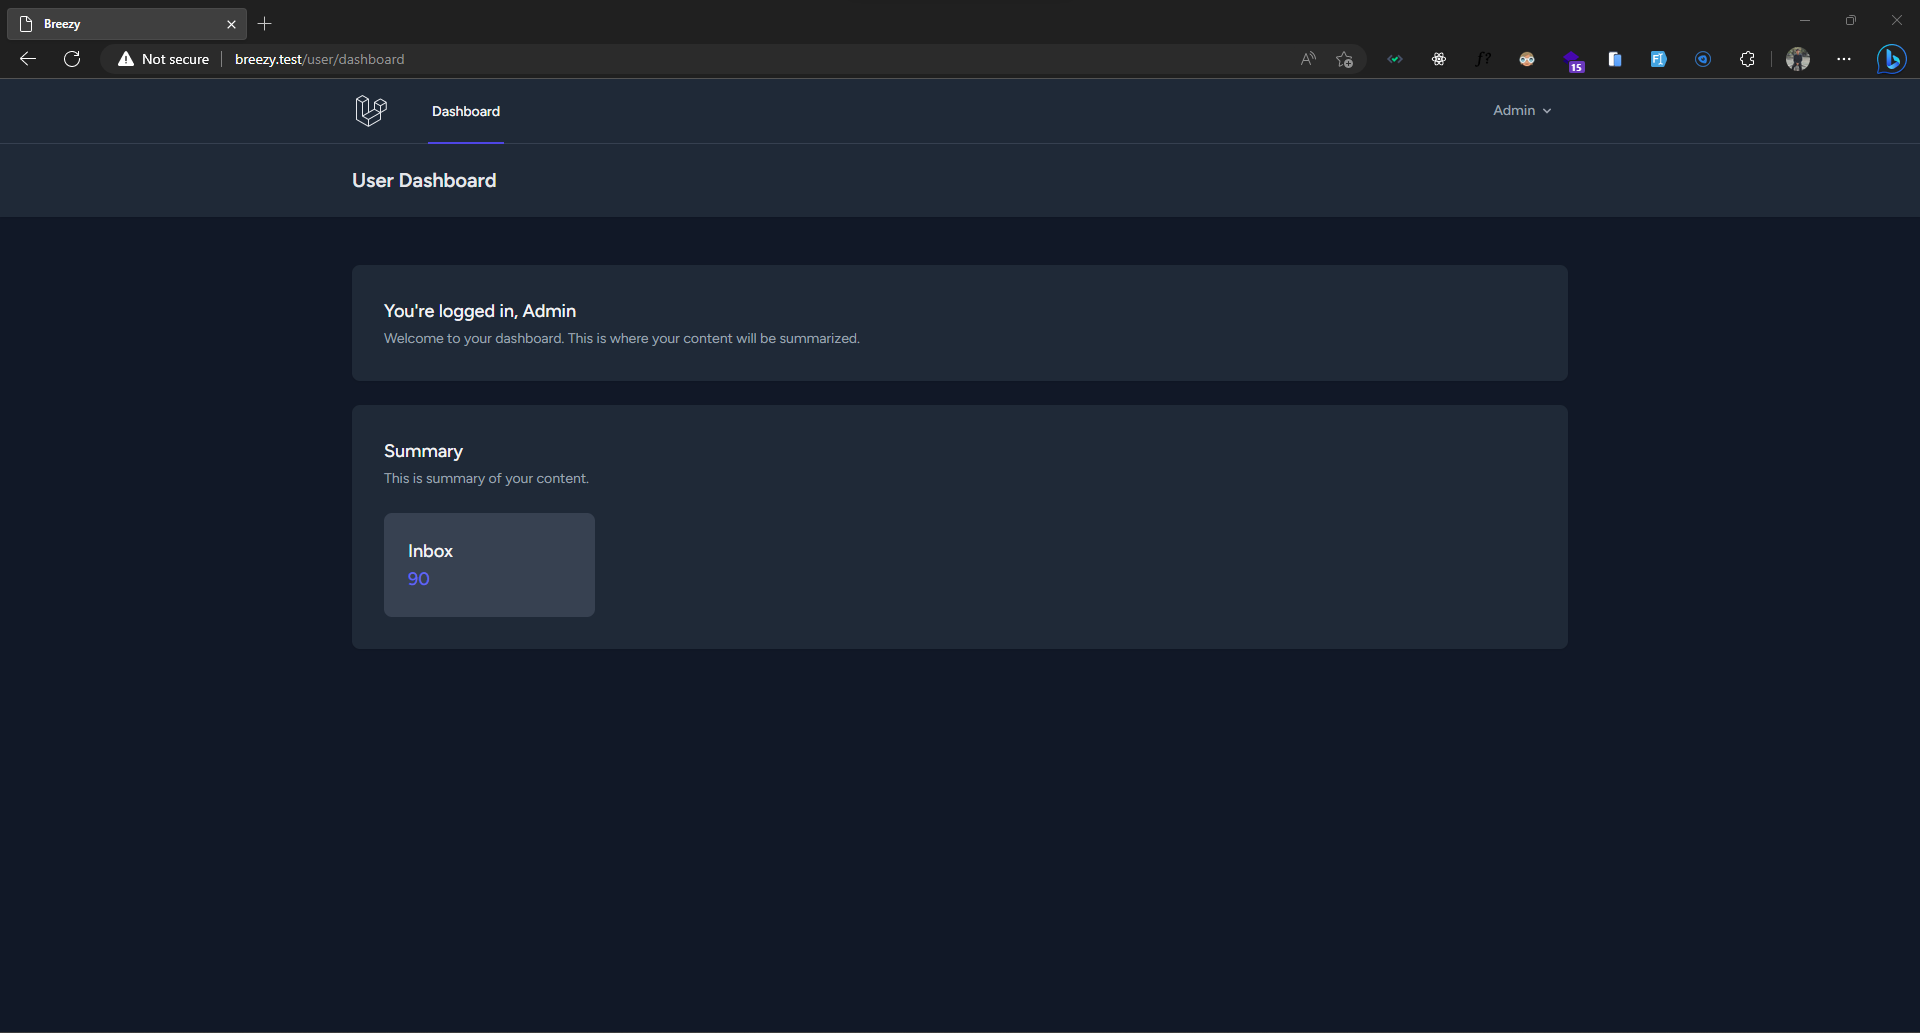 Breezy
Not secure
breezy.test/user/dashboard
15
Dashboard
Admin
User Dashboard
You're logged in, Admin
Welcome to your dashboard. This is where your content will be summarized.
Summary
This is summary of your content.
Inbox
90